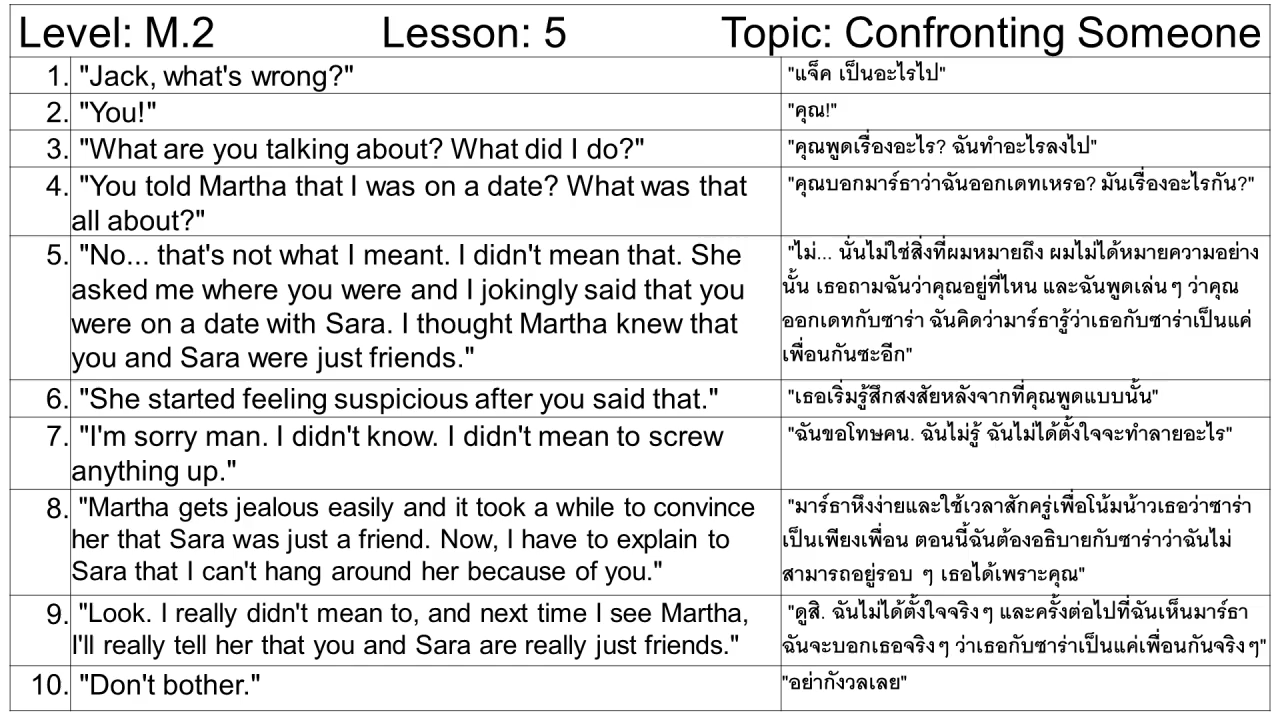 Level: M.2 Lesson: 5 Topic: Confronting Someone
1. "Jack, what's wrong?" "แจ็ค เป็นอะไรไป"
2. "You!" "คุณ!"
3. "What are you talking about? What did I do?" "คุณพูดเรื่องอะไร? ฉันทำอะไรลงไป"
4. "You told Martha that I was on a date? What was that
all about?"
"คุณบอกมาร์ธาว่าฉันออกเดทเหรอ? มันเรื่องอะไรกัน?"
5. "No... that's not what I meant. I didn't mean that. She
asked me where you were and I jokingly said that you
were on a date with Sara. I thought Martha knew that
you and Sara were just friends."
"ไม่... นั่นไม่ใช่สิ่งที่ผมหมายถึง ผมไม่ได้หมายความอย่าง
นั้น เธอถามฉันว่าคุณอยู่ที่ไหน และฉันพูดเล่นๆ ว่าคุณ
ออกเดทกับซาร่า ฉันคิดว่ามาร์ธารู้ว่าเธอกับซาร่าเป็นแค่
เพื่อนกันซะอีก"
6. "She started feeling suspicious after you said that." "เธอเริ่มรู้สึกสงสัยหลังจากที่คุณพูดแบบนั้น"
7. "I'm sorry man. I didn't know. I didn't mean to screw
anything up."
"ฉันขอโทษคน. ฉันไม่รู้ ฉันไม่ได้ตั้งใจจะทำลายอะไร"
8. "Martha gets jealous easily and it took a while to convince
her that Sara was just a friend. Now, I have to explain to
Sara that I can't hang around her because of you."
"มาร์ธาหึงง่ายและใช้เวลาสักครู่เพื่อโน้มน้าวเธอว่าซาร่า
เป็นเพียงเพื่อน ตอนนี้ฉันต้องอธิบายกับซาร่าว่าฉันไม่
สามารถอยู่รอบ ๆ เธอได้เพราะคุณ"
9. "Look. I really didn't mean to, and next time I see Martha,
I'll really tell her that you and Sara are really just friends."
"ดูสิ. ฉันไม่ได้ตั้งใจจริงๆ และครั้งต่อไปที่ฉันเห็นมาร์ธา
ฉันจะบอกเธอจริงๆ ว่าเธอกับซาร่าเป็นแค่เพื่อนกันจริงๆ"
10. "Don't bother." "อย่ากังวลเลย"